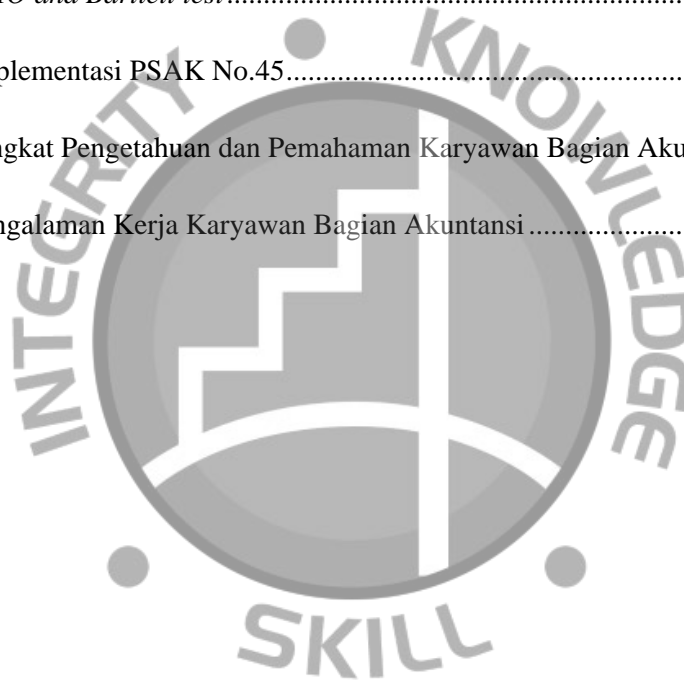 O and Bartlett test..............................................................
plementasi PSAK No.45.....................................................
ngkat Pengetahuan dan Pemahaman Karyawan Bagian Aku
ngalaman Kerja Karyawan Bagian Akuntansi.....................
INTEGRITY
KNOWLEDGE
SKILL